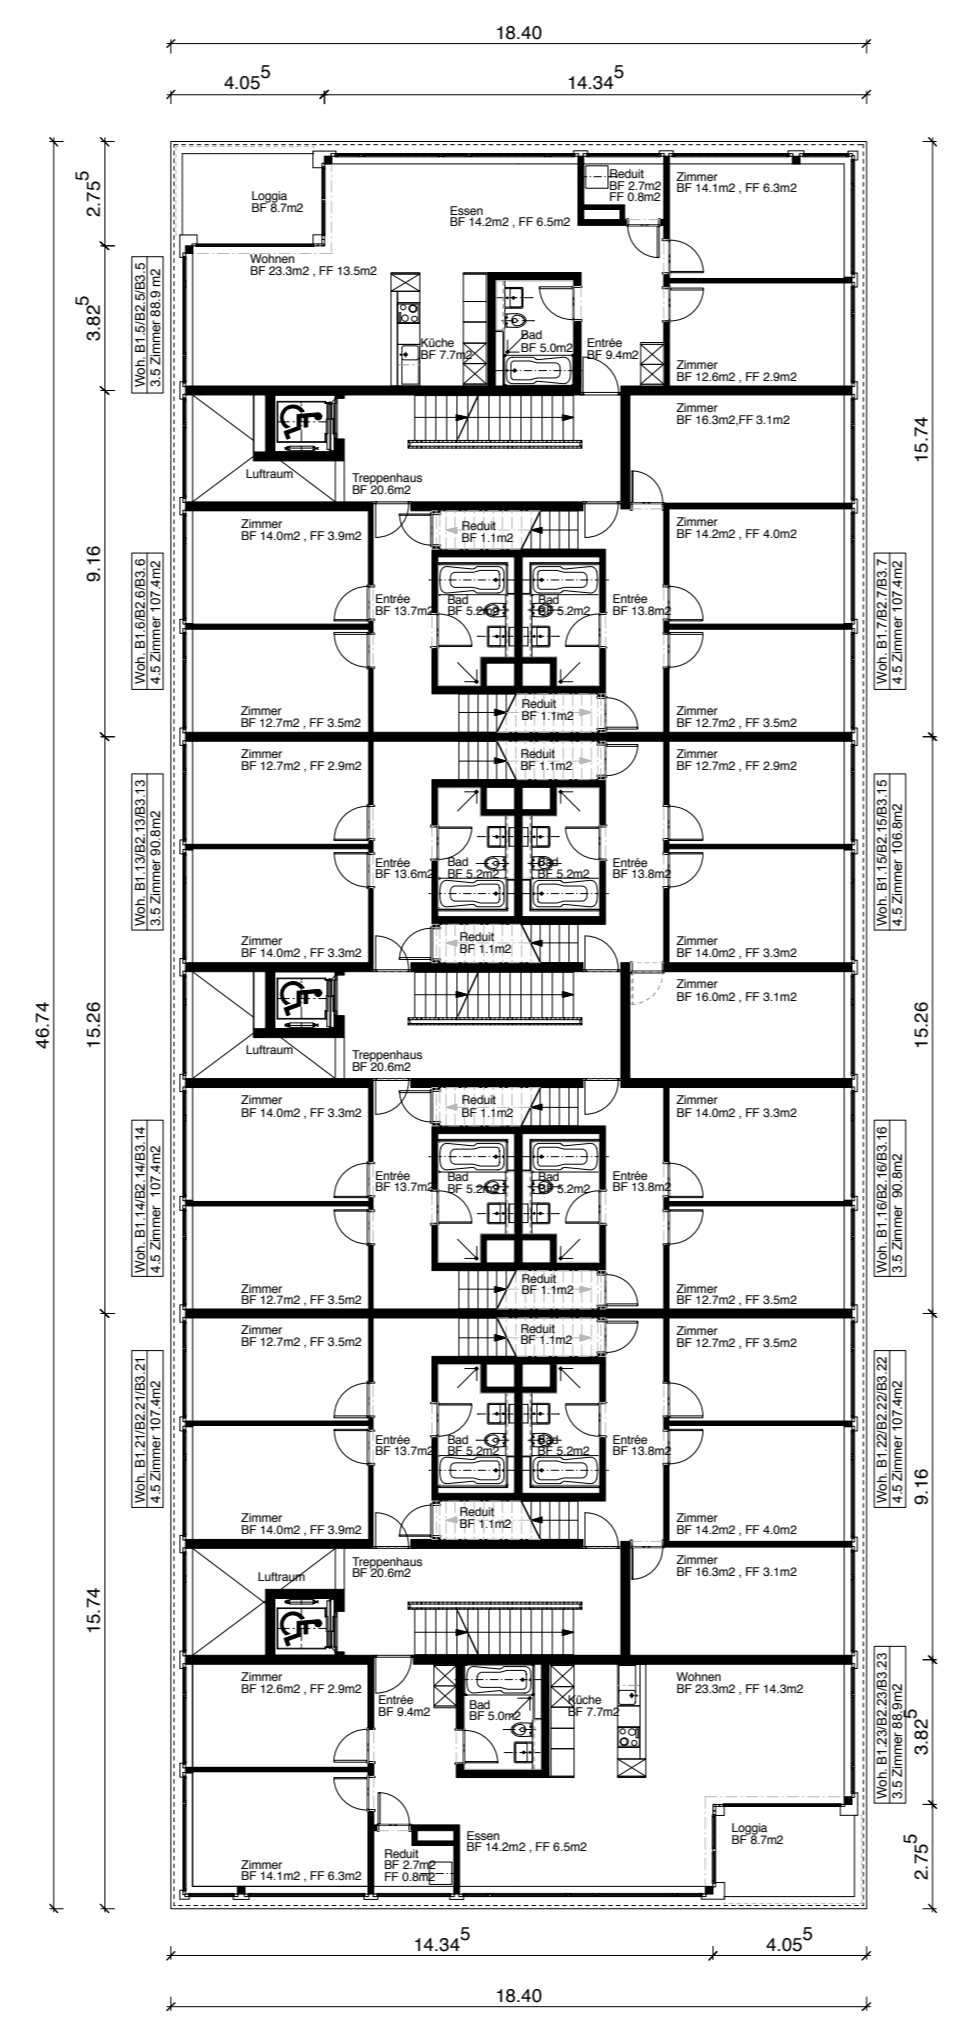 18.40
4.05⁵
14.34⁵
46.74
2.75⁵
3.82⁵
9.16
15.26
15.74
15.74
15.26
9.16
3.82⁵
2.75⁵
Woh. B1.5/B2.5/B3.5
3.5 Zimmer 88.9 m2
Loggia
BF 8.7m2
Essen
BF 14.2m2 , FF 6.5m2
Reduit
BF 2.7m2
FF 0.8m2
Zimmer
BF 14.1m2 , FF 6.3m2
Wohnen
BF 23.3m2 , FF 13.5m2
Küche
BF 7.7m2
Bad
BF 5.0m2
Entrée
BF 9.4m2
Zimmer
BF 12.6m2 , FF 2.9m2
Zimmer
BF 16.3m2,FF 3.1m2
Luftraum
Treppenhaus
BF 20.6m2
Woh. B1.6/B2.6/B3.6
4.5 Zimmer 107.4m2
Woh. B1.7/B2.7/B3.7
4.5 Zimmer 107.4m2
Zimmer
BF 14.0m2 , FF 3.9m2
Reduit
BF 1.1m2
Zimmer
BF 14.2m2 , FF 4.0m2
Entrée
BF 13.7m2
Bad
BF 5.2m2
Bad
BF 5.2m2
Entrée
BF 13.8m2
Zimmer
BF 12.7m2 , FF 3.5m2
Reduit
BF 1.1m2
Zimmer
BF 12.7m2 , FF 3.5m2
Woh. B1.13/B2.13/B3.13
3.5 Zimmer 90.8m2
Woh. B1.15/B2.15/B3.15
4.5 Zimmer 106.8m2
Zimmer
BF 12.7m2 , FF 2.9m2
Reduit
BF 1.1m2
Zimmer
BF 12.7m2 , FF 2.9m2
Entrée
BF 13.6m2
Bad
BF 5.2m2
Bad
BF 5.2m2
Entrée
BF 13.8m2
Zimmer
BF 14.0m2 , FF 3.3m2
Reduit
BF 1.1m2
Zimmer
BF 14.0m2 , FF 3.3m2
Zimmer
BF 16.0m2 , FF 3.1m2
Luftraum
Treppenhaus
BF 20.6m2
Woh. B1.14/B2.14/B3.14
4.5 Zimmer 107.4m2
Woh. B1.16/B2.16/B3.16
3.5 Zimmer 90.8m2
Zimmer
BF 14.0m2 , FF 3.3m2
Reduit
BF 1.1m2
Zimmer
BF 14.0m2 , FF 3.3m2
Entrée
BF 13.7m2
Bad
BF 5.2m2
Bad
BF 5.2m2
Entrée
BF 13.8m2
Zimmer
BF 12.7m2 , FF 3.5m2
Reduit
BF 1.1m2
Zimmer
BF 12.7m2 , FF 3.5m2
Woh. B1.21/B2.21/B3.21
4.5 Zimmer 107.4m2
Woh. B1.22/B2.22/B3.22
4.5 Zimmer 107.4m2
Zimmer
BF 12.7m2 , FF 3.5m2
Reduit
BF 1.1m2
Zimmer
BF 12.7m2 , FF 3.5m2
Entrée
BF 13.7m2
Bad
BF 5.2m2
Bad
BF 5.2m2
Entrée
BF 13.8m2
Zimmer
BF 14.0m2 , FF 3.9m2
Reduit
BF 1.1m2
Zimmer
BF 14.2m2 , FF 4.0m2
Luftraum
Treppenhaus
BF 20.6m2
Zimmer
BF 16.3m2 , FF 3.1m2
Woh. B1.23/B2.23/B3.23
3.5 Zimmer 88.9m2
Zimmer
BF 12.6m2 , FF 2.9m2
Entrée
BF 9.4m2
Bad
BF 5.0m2
Küche
BF 7.7m2
Wohnen
BF 23.3m2 , FF 14.3m2
Zimmer
BF 14.1m2 , FF 6.3m2
Reduit
BF 2.7m2
FF 0.8m2
Essen
BF 14.2m2 , FF 6.5m2
Loggia
BF 8.7m2
14.34⁵
4.05⁵
18.40